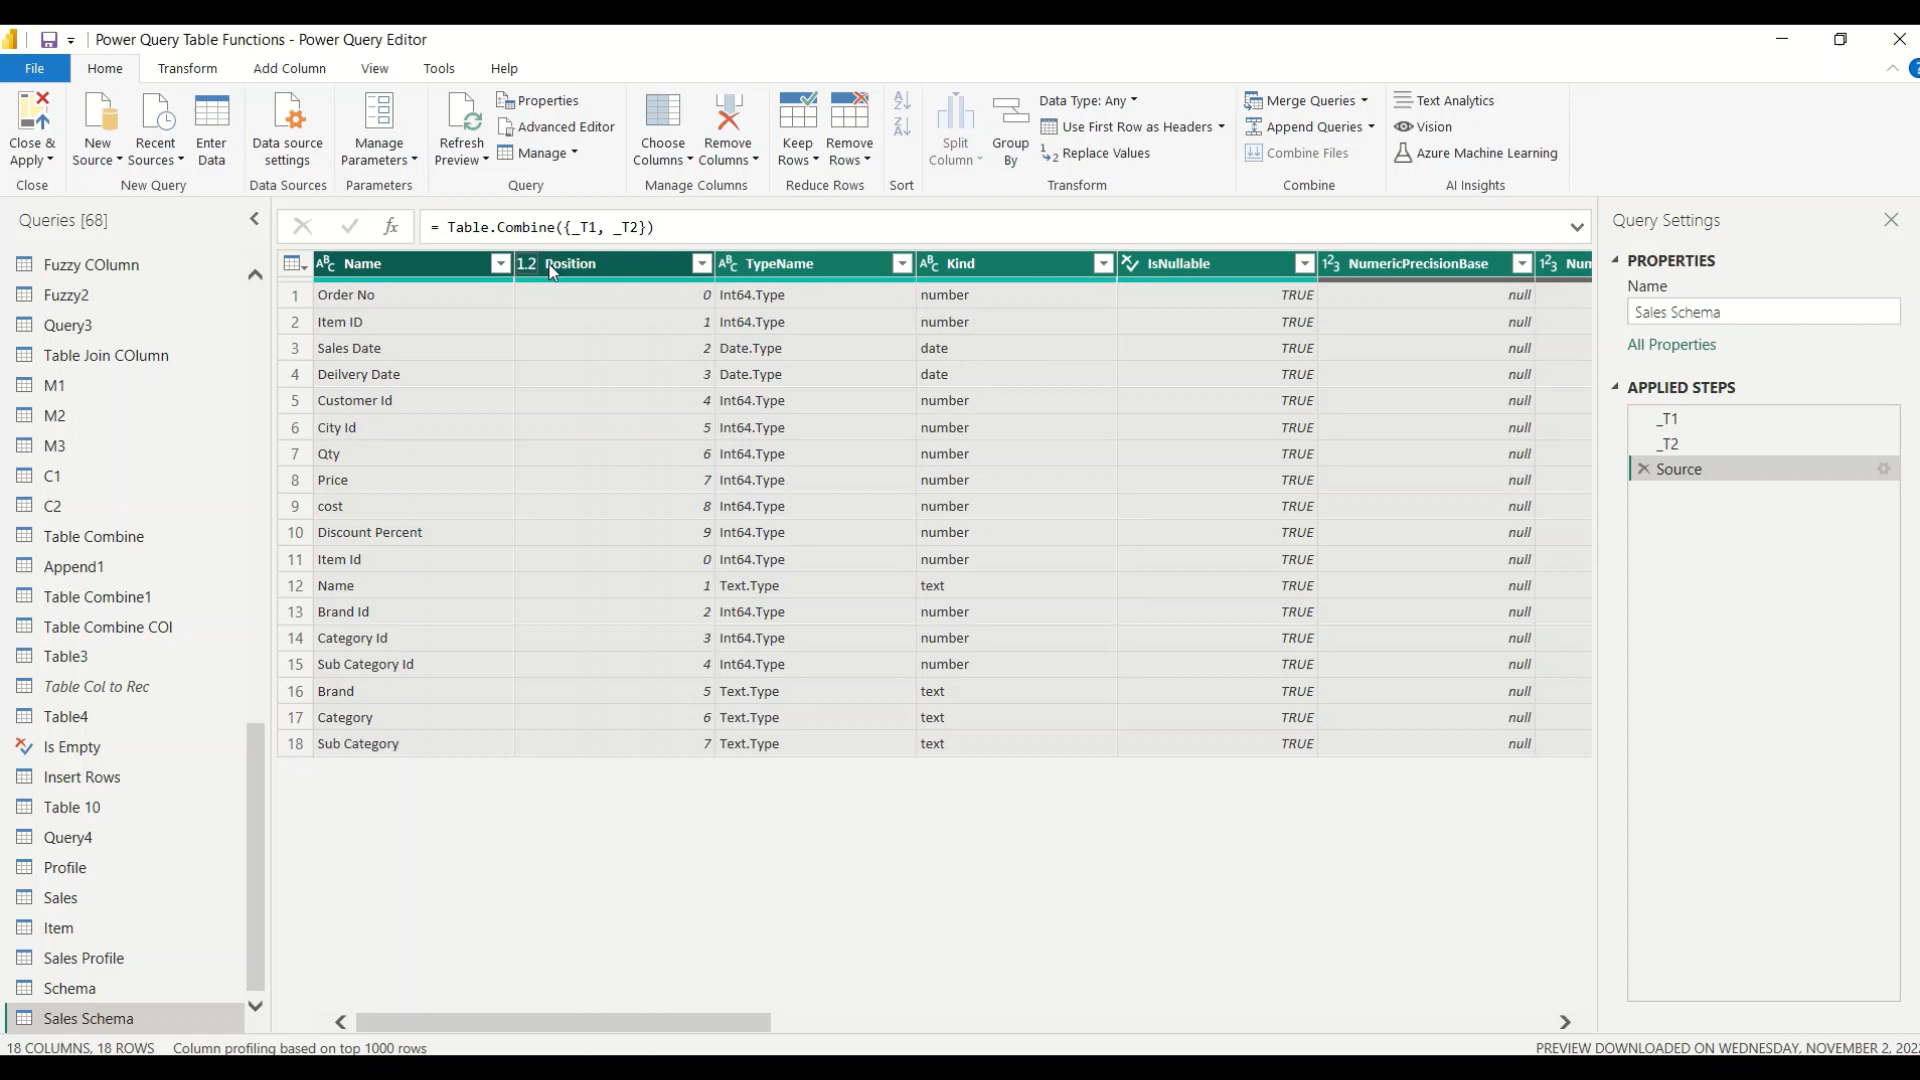 Power Query Table Functions - Power Query Editor
File Home Transform Add Column View Tools Help
Close & Apply
Close
New Source
Recent Sources
Enter Data
New Query
Data source settings
Data Sources
Manage Parameters
Parameters
Refresh Preview
Properties
Advanced Editor
Manage
Query
Choose Columns
Remove Columns
Manage Columns
Keep Rows
Remove Rows
Reduce Rows
Sort
Split Column
Group By
Data Type: Any
Use First Row as Headers
Replace Values
Transform
Merge Queries
Append Queries
Combine Files
Combine
Text Analytics
Vision
Azure Machine Learning
AI Insights
Queries [68]
Fuzzy COlumn
Fuzzy2
Query3
Table Join COlumn
M1
M2
M3
C1
C2
Table Combine
Append1
Table Combine1
Table Combine COl
Table3
Table Col to Rec
Table4
Is Empty
Insert Rows
Table 10
Query4
Profile
Sales
Item
Sales Profile
Schema
Sales Schema
fx = Table.Combine({_T1, _T2})
ABC Name 1.2 Position ABC TypeName ABC Kind IsNullable 123 NumericPrecisionBase 123 Num
1 Order No 0 Int64.Type number TRUE null
2 Item ID 1 Int64.Type number TRUE null
3 Sales Date 2 Date.Type date TRUE null
4 Deilvery Date 3 Date.Type date TRUE null
5 Customer Id 4 Int64.Type number TRUE null
6 City Id 5 Int64.Type number TRUE null
7 Qty 6 Int64.Type number TRUE null
8 Price 7 Int64.Type number TRUE null
9 cost 8 Int64.Type number TRUE null
10 Discount Percent 9 Int64.Type number TRUE null
11 Item Id 0 Int64.Type number TRUE null
12 Name 1 Text.Type text TRUE null
13 Brand Id 2 Int64.Type number TRUE null
14 Category Id 3 Int64.Type number TRUE null
15 Sub Category Id 4 Int64.Type number TRUE null
16 Brand 5 Text.Type text TRUE null
17 Category 6 Text.Type text TRUE null
18 Sub Category 7 Text.Type text TRUE null
Query Settings
PROPERTIES
Name
Sales Schema
All Properties
APPLIED STEPS
_T1
_T2
Source
18 COLUMNS, 18 ROWS Column profiling based on top 1000 rows
PREVIEW DOWNLOADED ON WEDNESDAY, NOVEMBER 2, 202